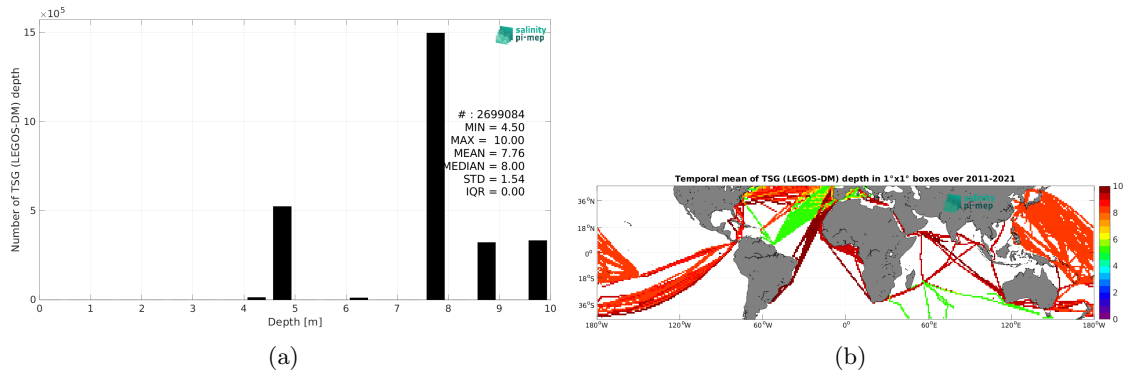 ×10⁵
15
10
5
0
Number of TSG (LEGOS-DM) depth
salinity
pi-mep
# : 2699084
MIN = 4.50
MAX = 10.00
MEAN = 7.76
MEDIAN = 8.00
STD = 1.54
IQR = 0.00
0 1 2 3 4 5 6 7 8 9 10
Depth [m]
(a)
Temporal mean of TSG (LEGOS-DM) depth in 1°x1° boxes over 2011-2021
salinity
pi-mep
36°N
18°N
0°
18°S
36°S
180°W 120°W 60°W 0° 60°E 120°E 180°W
10
8
6
4
2
0
(b)